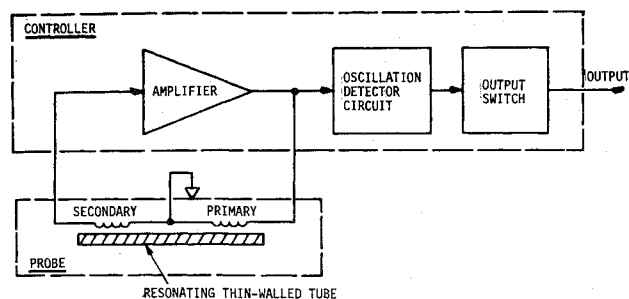 CONTROLLER
AMPLIFIER
OSCILLATION
DETECTOR
CIRCUIT
OUTPUT
SWITCH
OUTPUT
SECONDARY
PRIMARY
PROBE
RESONATING THIN-WALLED TUBE